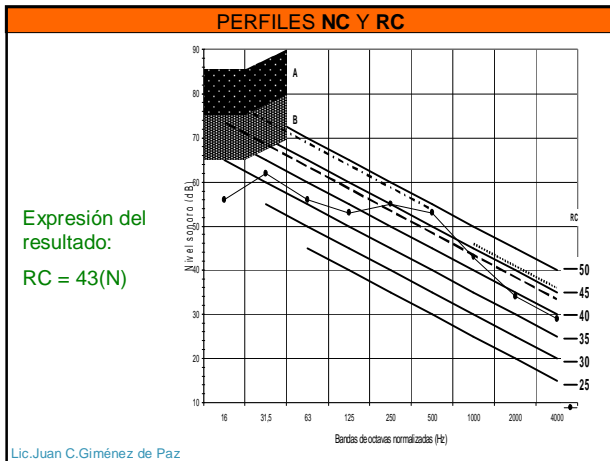 PERFILES NC Y RC
Expresión del
resultado:
RC = 43(N)
Nivel sonoro (dB)
90
80
70
60
50
40
30
20
10
A
B
RC
50
45
40
35
30
25
16 31,5 63 125 250 500 1000 2000 4000
Bandas de octavas normalizadas (Hz)
Lic.Juan C.Giménez de Paz